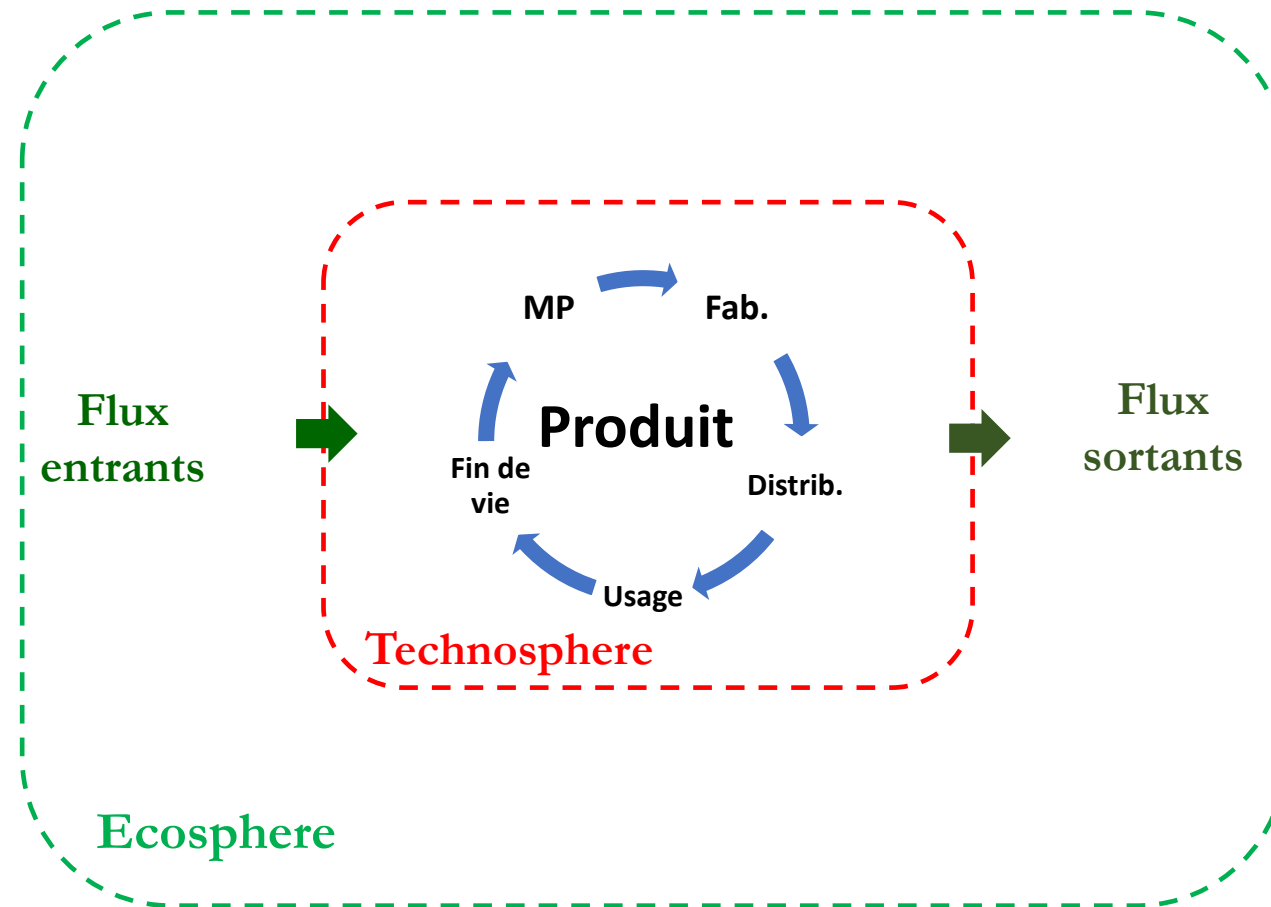 MP
Fab.
Flux
entrants
Produit
Flux
sortants
Fin de
vie
Distrib.
Usage
Technosphere
Ecosphere